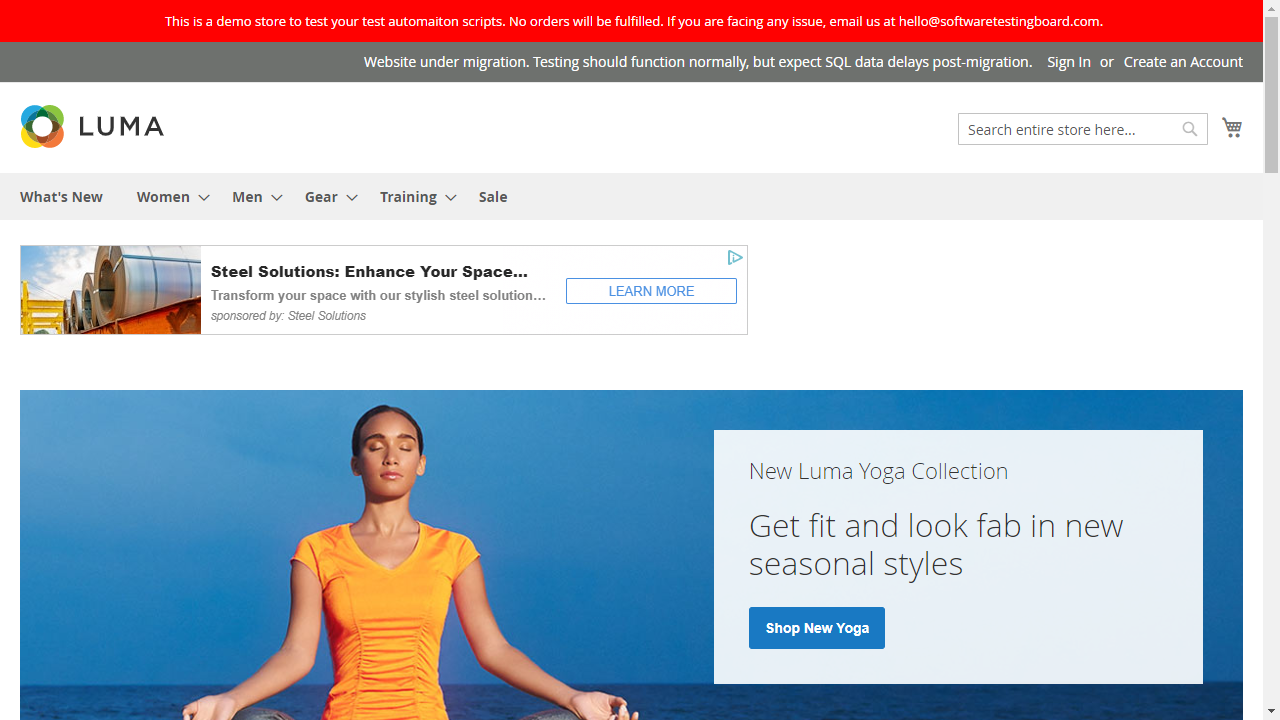 This is a demo store to test your test automaiton scripts. No orders will be fulfilled. If you are facing any issue, email us at hello@softwaretestingboard.com.
Website under migration. Testing should function normally, but expect SQL data delays post-migration. Sign In or Create an Account
LUMA
Search entire store here...
What's New Women Men Gear Training Sale
Steel Solutions: Enhance Your Space...
Transform your space with our stylish steel solution...
sponsored by: Steel Solutions
LEARN MORE
New Luma Yoga Collection
Get fit and look fab in new
seasonal styles
Shop New Yoga